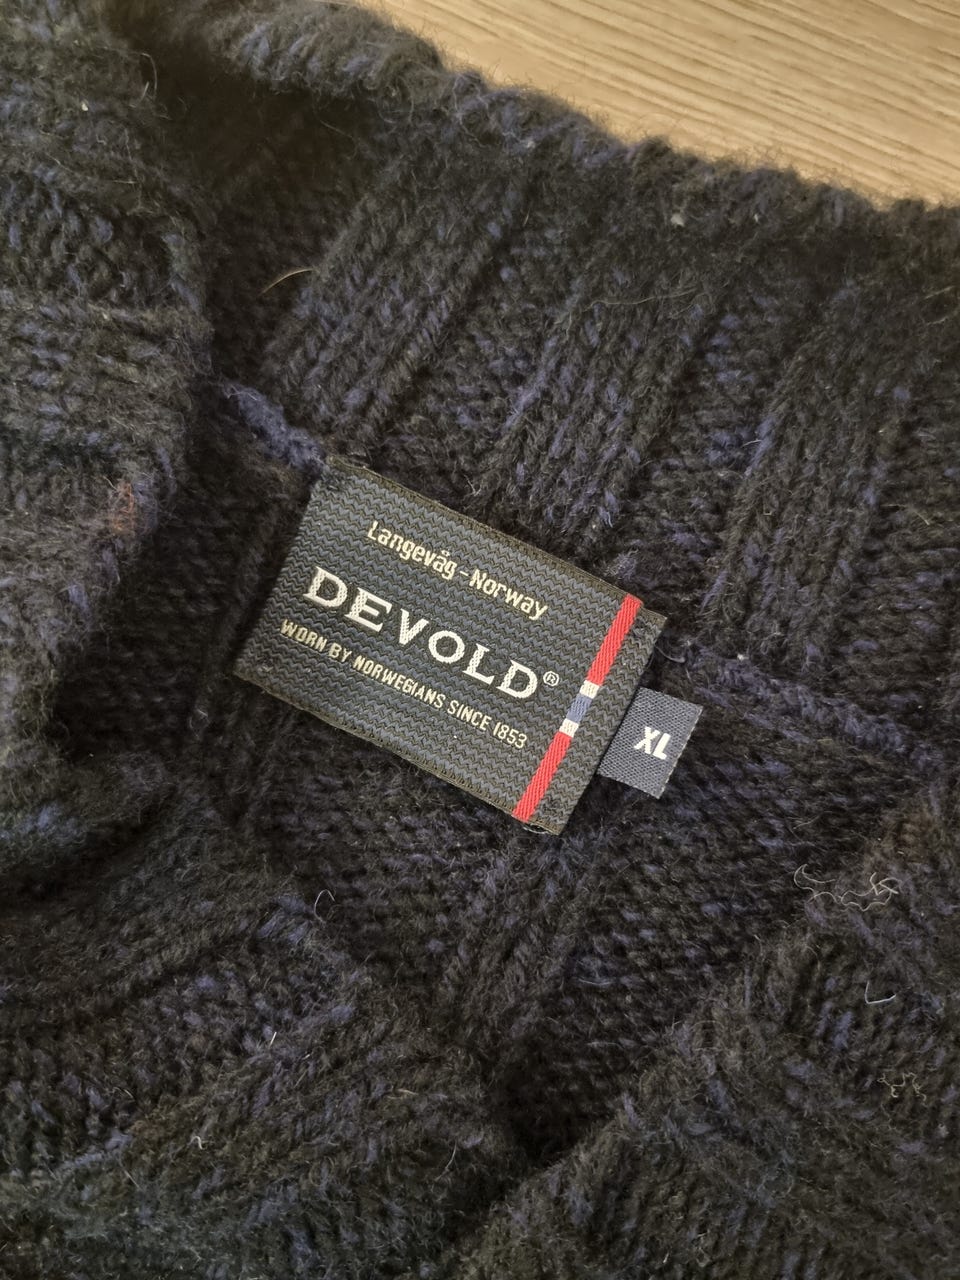 Langevåg-Norway
DEVOLD®
WORN BY NORWEGIANS SINCE 1853
XL